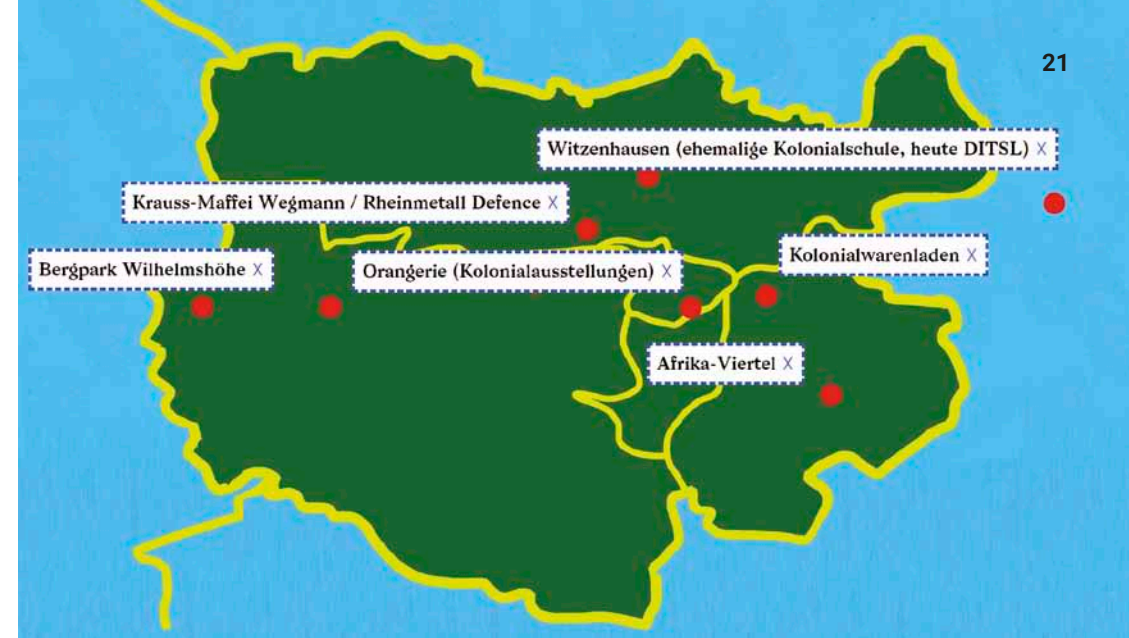 21
Witzenhausen (ehemalige Kolonialschule, heute DITSL) X
Krauss-Maffei Wegmann / Rheinmetall Defence X
Kolonialwarenladen X
Bergpark Wilhelmshöhe X
Orangerie (Kolonialausstellungen) X
Afrika-Viertel X